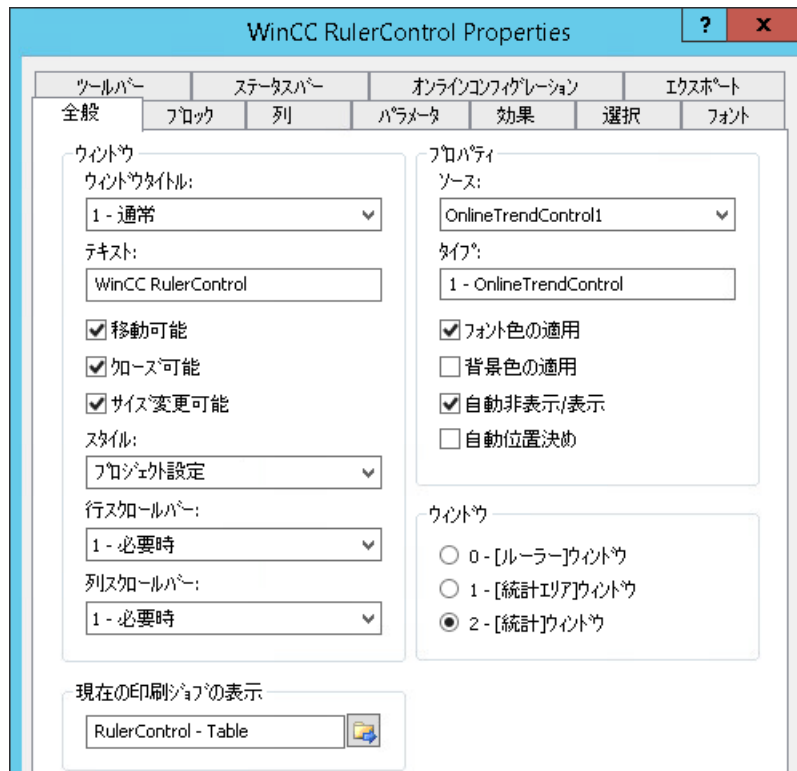 WinCC RulerControl Properties
? x
ツールバー ステータスバー オンラインコンフィグレーション エクスポート
全般 ブロック 列 パラメータ 効果 選択 フォント
ウィンドウ
ウィンドウタイトル:
1 - 通常
テキスト:
WinCC RulerControl
移動可能
クローズ可能
サイズ変更可能
スタイル:
プロジェクト設定
行スクロールバー:
1 - 必要時
列スクロールバー:
1 - 必要時
現在の印刷ジョブの表示
RulerControl - Table
プロパティ
ソース:
OnlineTrendControl1
タイプ:
1 - OnlineTrendControl
フォント色の適用
背景色の適用
自動非表示/表示
自動位置決め
ウィンドウ
0 - [ルーラー]ウィンドウ
1 - [統計エリア]ウィンドウ
2 - [統計]ウィンドウ